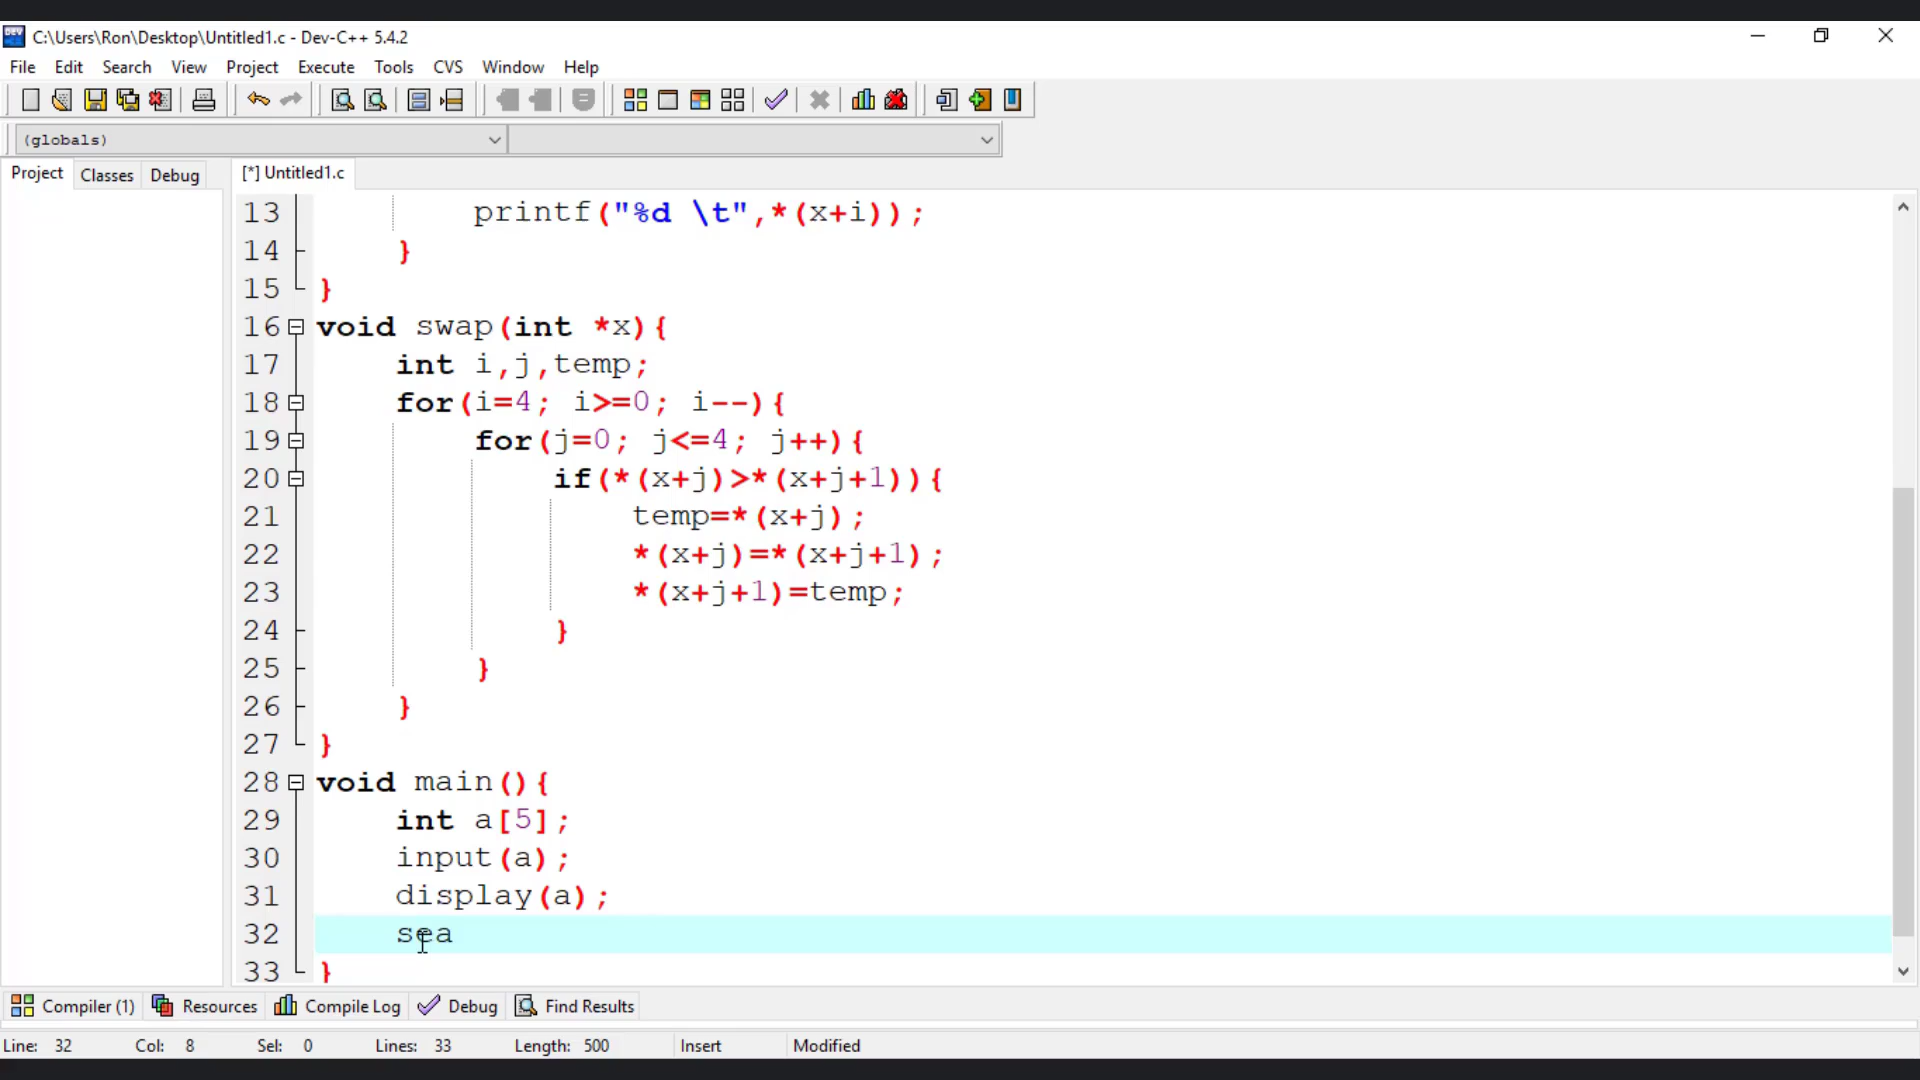 C:\Users\Ron\Desktop\Untitled1.c - Dev-C++ 5.4.2
File Edit Search View Project Execute Tools CVS Window Help
(globals)
Project Classes Debug [*] Untitled1.c
13 printf("%d \t",*(x+i));
14 }
15 }
16 void swap(int *x){
17 int i,j,temp;
18 for(i=4; i>=0; i--){
19 for(j=0; j<=4; j++){
20 if(*(x+j)>*(x+j+1)){
21 temp=*(x+j);
22 *(x+j)=*(x+j+1);
23 *(x+j+1)=temp;
24 }
25 }
26 }
27 }
28 void main(){
29 int a[5];
30 input(a);
31 display(a);
32 sea
33 }
Compiler (1) Resources Compile Log Debug Find Results
Line: 32 Col: 8 Sel: 0 Lines: 33 Length: 500 Insert Modified